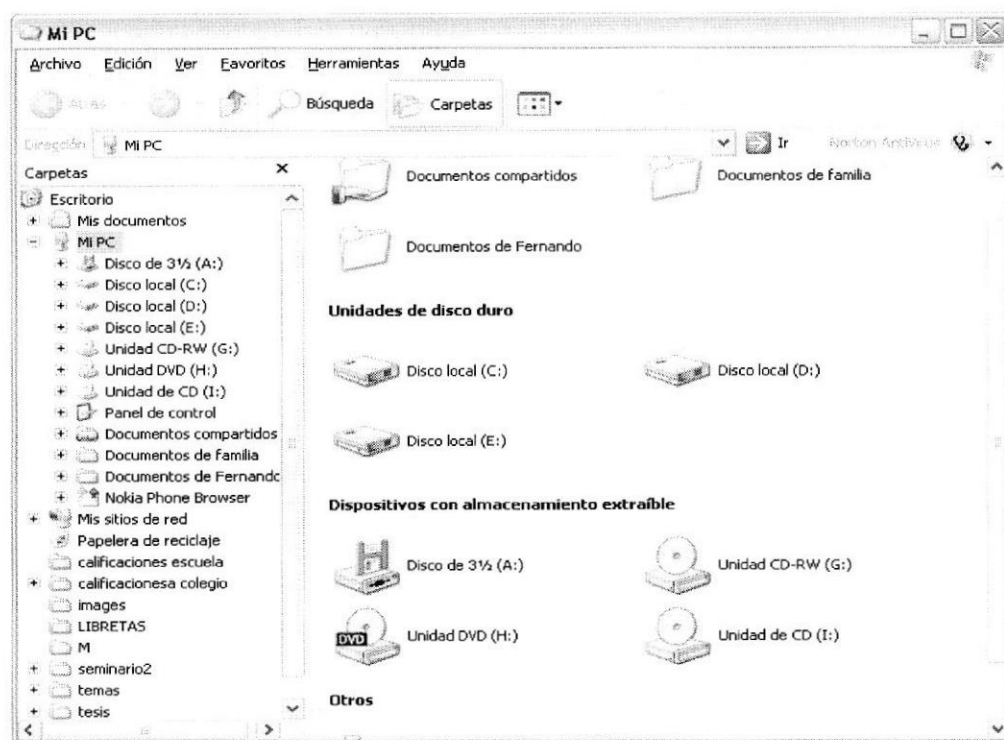 Mi PC
Archivo Edición Ver Favoritos Herramientas Ayuda
Atrás Búsqueda Carpetas
Dirección Mi PC Ir Norton AntiVirus
Carpetas
Escritorio
Mis documentos
Mi PC
Disco de 3½ (A:)
Disco local (C:)
Disco local (D:)
Disco local (E:)
Unidad CD-RW (G:)
Unidad DVD (H:)
Unidad de CD (I:)
Panel de control
Documentos compartidos
Documentos de familia
Documentos de Fernando
Nokia Phone Browser
Mis sitios de red
Papelera de reciclaje
calificaciones escuela
calificacionesa colegio
images
LIBRETAS
M
seminario2
temas
tesis
Documentos compartidos Documentos de familia
Documentos de Fernando
Unidades de disco duro
Disco local (C:) Disco local (D:)
Disco local (E:)
Dispositivos con almacenamiento extraíble
Disco de 3½ (A:) Unidad CD-RW (G:)
DVD Unidad DVD (H:) Unidad de CD (I:)
Otros